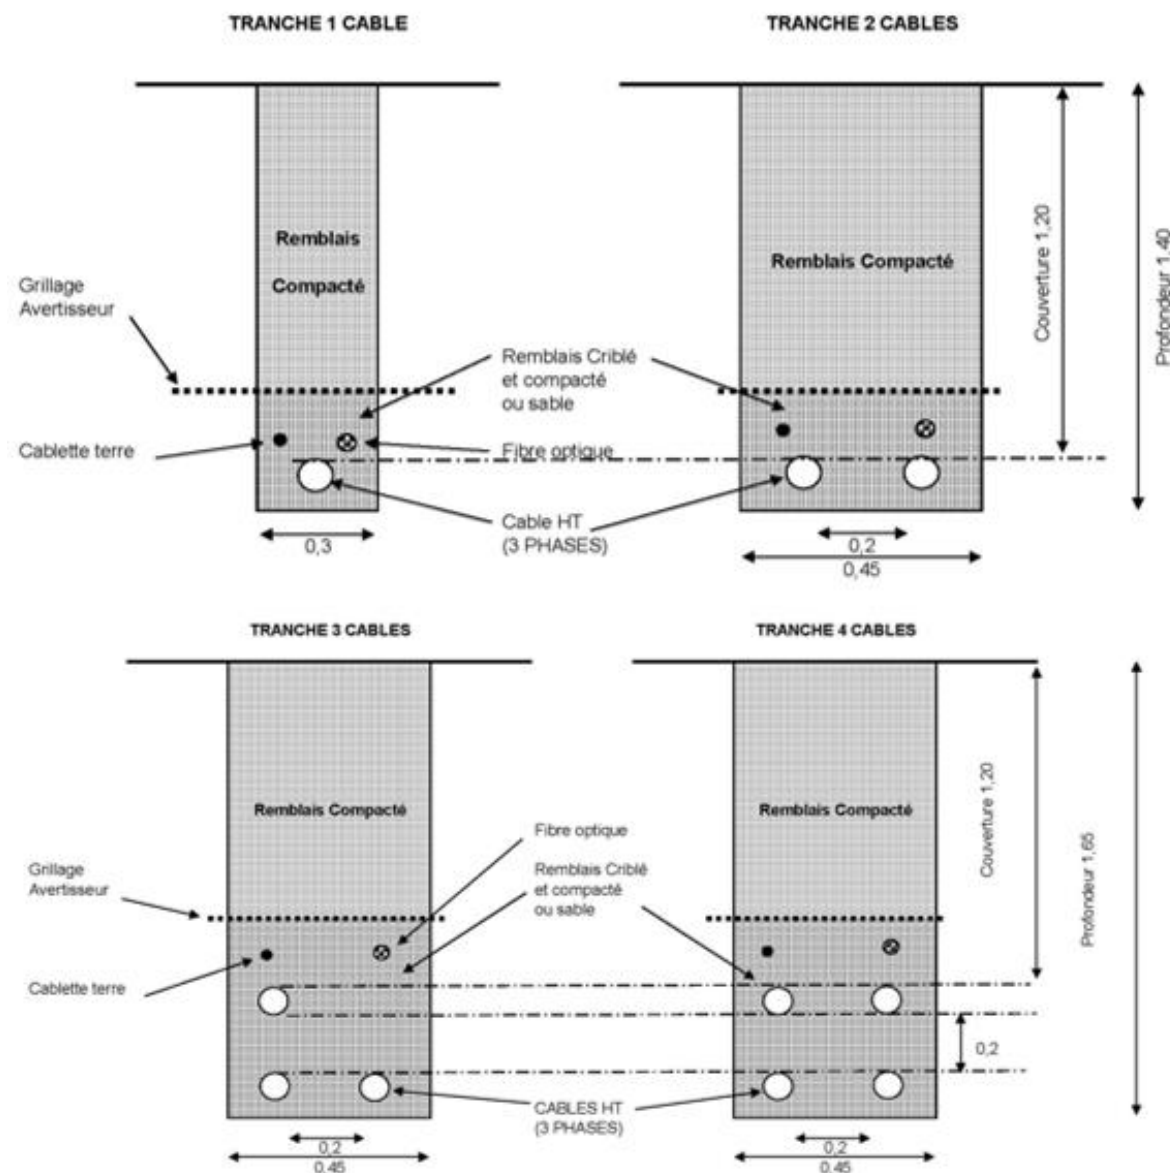 TRANCHE 1 CABLE
TRANCHE 2 CABLES
Remblais
Compacté
Remblais Compacté
Couverture 1,20
Profondeur 1,40
Grillage
Avertisseur
Remblais Criblé
et compacté
ou sable
Cablette terre
Fibre optique
Cable HT
(3 PHASES)
0,3
0,2
0,45
TRANCHE 3 CABLES
TRANCHE 4 CABLES
Remblais Compacté
Remblais Compacté
Couverture 1,20
Profondeur 1,65
Fibre optique
Grillage
Avertisseur
Remblais Criblé
et compacté
ou sable
Cablette terre
0,2
CABLES HT
(3 PHASES)
0,2
0,45
0,2
0,45